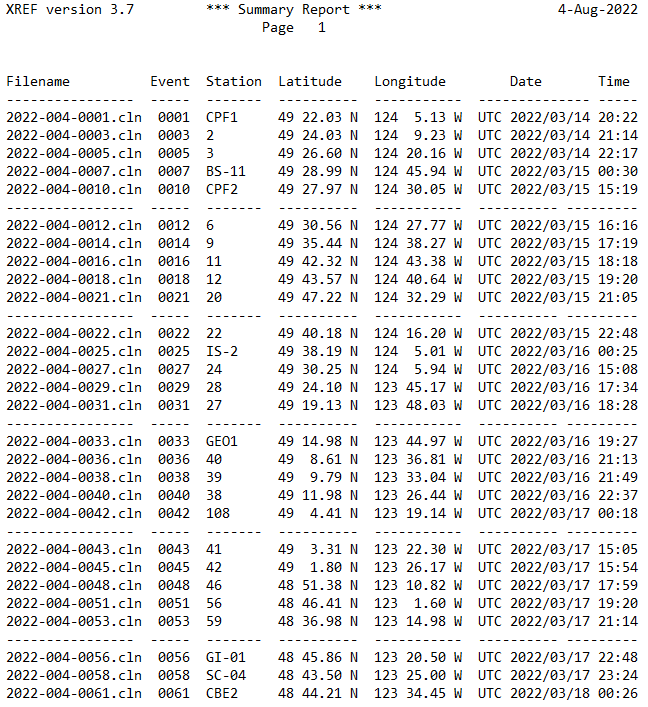 XREF version 3.7         *** Summary Report ***                      4-Aug-2022
                                Page   1
Filename          Event  Station  Latitude    Longitude        Date       Time
----------------  -----  -------  ----------  -----------  ---------- ---------
2022-004-0001.cln  0001  CPF1     49 22.03 N  124  5.13 W  UTC 2022/03/14 20:22
2022-004-0003.cln  0003  2        49 24.03 N  124  9.23 W  UTC 2022/03/14 21:14
2022-004-0005.cln  0005  3        49 26.60 N  124 20.16 W  UTC 2022/03/14 22:17
2022-004-0007.cln  0007  BS-11    49 28.99 N  124 45.94 W  UTC 2022/03/15 00:30
2022-004-0010.cln  0010  CPF2     49 27.97 N  124 30.05 W  UTC 2022/03/15 15:19
----------------  -----  -------  ----------  -----------  ---------- ---------
2022-004-0012.cln  0012  6        49 30.56 N  124 27.77 W  UTC 2022/03/15 16:16
2022-004-0014.cln  0014  9        49 35.44 N  124 38.27 W  UTC 2022/03/15 17:19
2022-004-0016.cln  0016  11       49 42.32 N  124 43.38 W  UTC 2022/03/15 18:18
2022-004-0018.cln  0018  12       49 43.57 N  124 40.64 W  UTC 2022/03/15 19:20
2022-004-0021.cln  0021  20       49 47.22 N  124 32.29 W  UTC 2022/03/15 21:05
----------------  -----  -------  ----------  -----------  ---------- ---------
2022-004-0022.cln  0022  22       49 40.18 N  124 16.20 W  UTC 2022/03/15 22:48
2022-004-0025.cln  0025  IS-2     49 38.19 N  124  5.01 W  UTC 2022/03/16 00:25
2022-004-0027.cln  0027  24       49 30.25 N  124  5.94 W  UTC 2022/03/16 15:08
2022-004-0029.cln  0029  28       49 24.10 N  123 45.17 W  UTC 2022/03/16 17:34
2022-004-0031.cln  0031  27       49 19.13 N  123 48.03 W  UTC 2022/03/16 18:28
----------------  -----  -------  ----------  -----------  ---------- ---------
2022-004-0033.cln  0033  GEO1     49 14.98 N  123 44.97 W  UTC 2022/03/16 19:27
2022-004-0036.cln  0036  40       49  8.61 N  123 36.81 W  UTC 2022/03/16 21:13
2022-004-0038.cln  0038  39       49  9.79 N  123 33.04 W  UTC 2022/03/16 21:49
2022-004-0040.cln  0040  38       49 11.98 N  123 26.44 W  UTC 2022/03/16 22:37
2022-004-0042.cln  0042  108      49  4.41 N  123 19.14 W  UTC 2022/03/17 00:18
----------------  -----  -------  ----------  -----------  ---------- ---------
2022-004-0043.cln  0043  41       49  3.31 N  123 22.30 W  UTC 2022/03/17 15:05
2022-004-0045.cln  0045  42       49  1.80 N  123 26.17 W  UTC 2022/03/17 15:54
2022-004-0048.cln  0048  46       48 51.38 N  123 10.82 W  UTC 2022/03/17 17:59
2022-004-0051.cln  0051  56       48 46.41 N  123  1.60 W  UTC 2022/03/17 19:20
2022-004-0053.cln  0053  59       48 36.98 N  123 14.98 W  UTC 2022/03/17 21:14
----------------  -----  -------  ----------  -----------  ---------- ---------
2022-004-0056.cln  0056  GI-01    48 45.86 N  123 20.50 W  UTC 2022/03/17 22:48
2022-004-0058.cln  0058  SC-04    48 43.50 N  123 25.00 W  UTC 2022/03/17 23:24
2022-004-0061.cln  0061  CBE2     48 44.21 N  123 34.45 W  UTC 2022/03/18 00:26